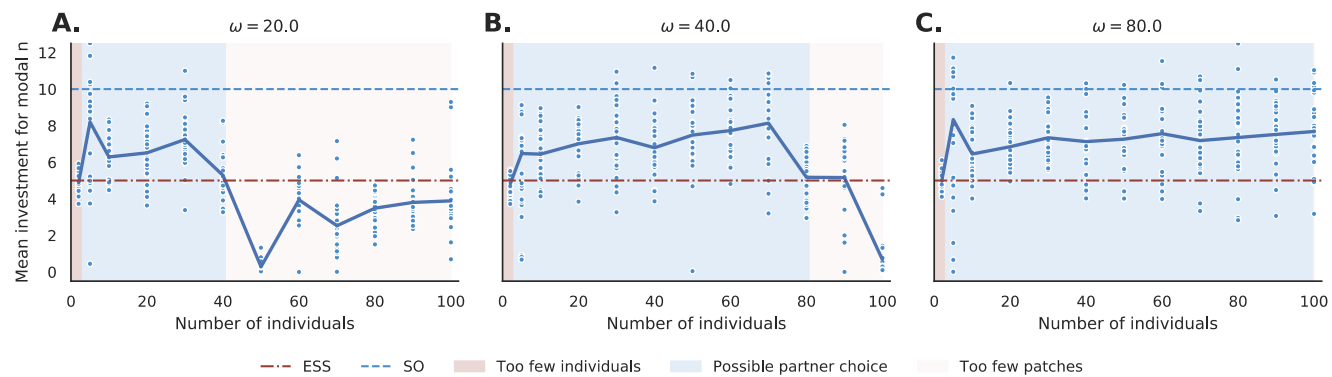 A. ω = 20.0
B. ω = 40.0
C. ω = 80.0
Mean investment for modal n
12
10
8
6
4
2
0
0 20 40 60 80 100
0 20 40 60 80 100
0 20 40 60 80 100
Number of individuals
Number of individuals
Number of individuals
ESS SO Too few individuals Possible partner choice Too few patches